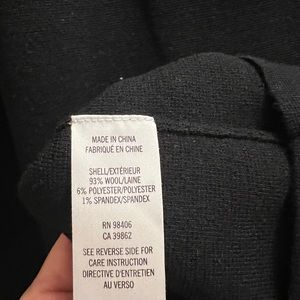 MADE IN CHINA
FABRIQUÉ EN CHINE
SHELL/EXTÉRIEUR
93% WOOL/LAINE
6% POLYESTER/POLYESTER
1% SPANDEX/SPANDEX
RN 98406
CA 39862
SEE REVERSE SIDE FOR
CARE INSTRUCTION
DIRECTIVE D'ENTRETIEN
AU VERSO